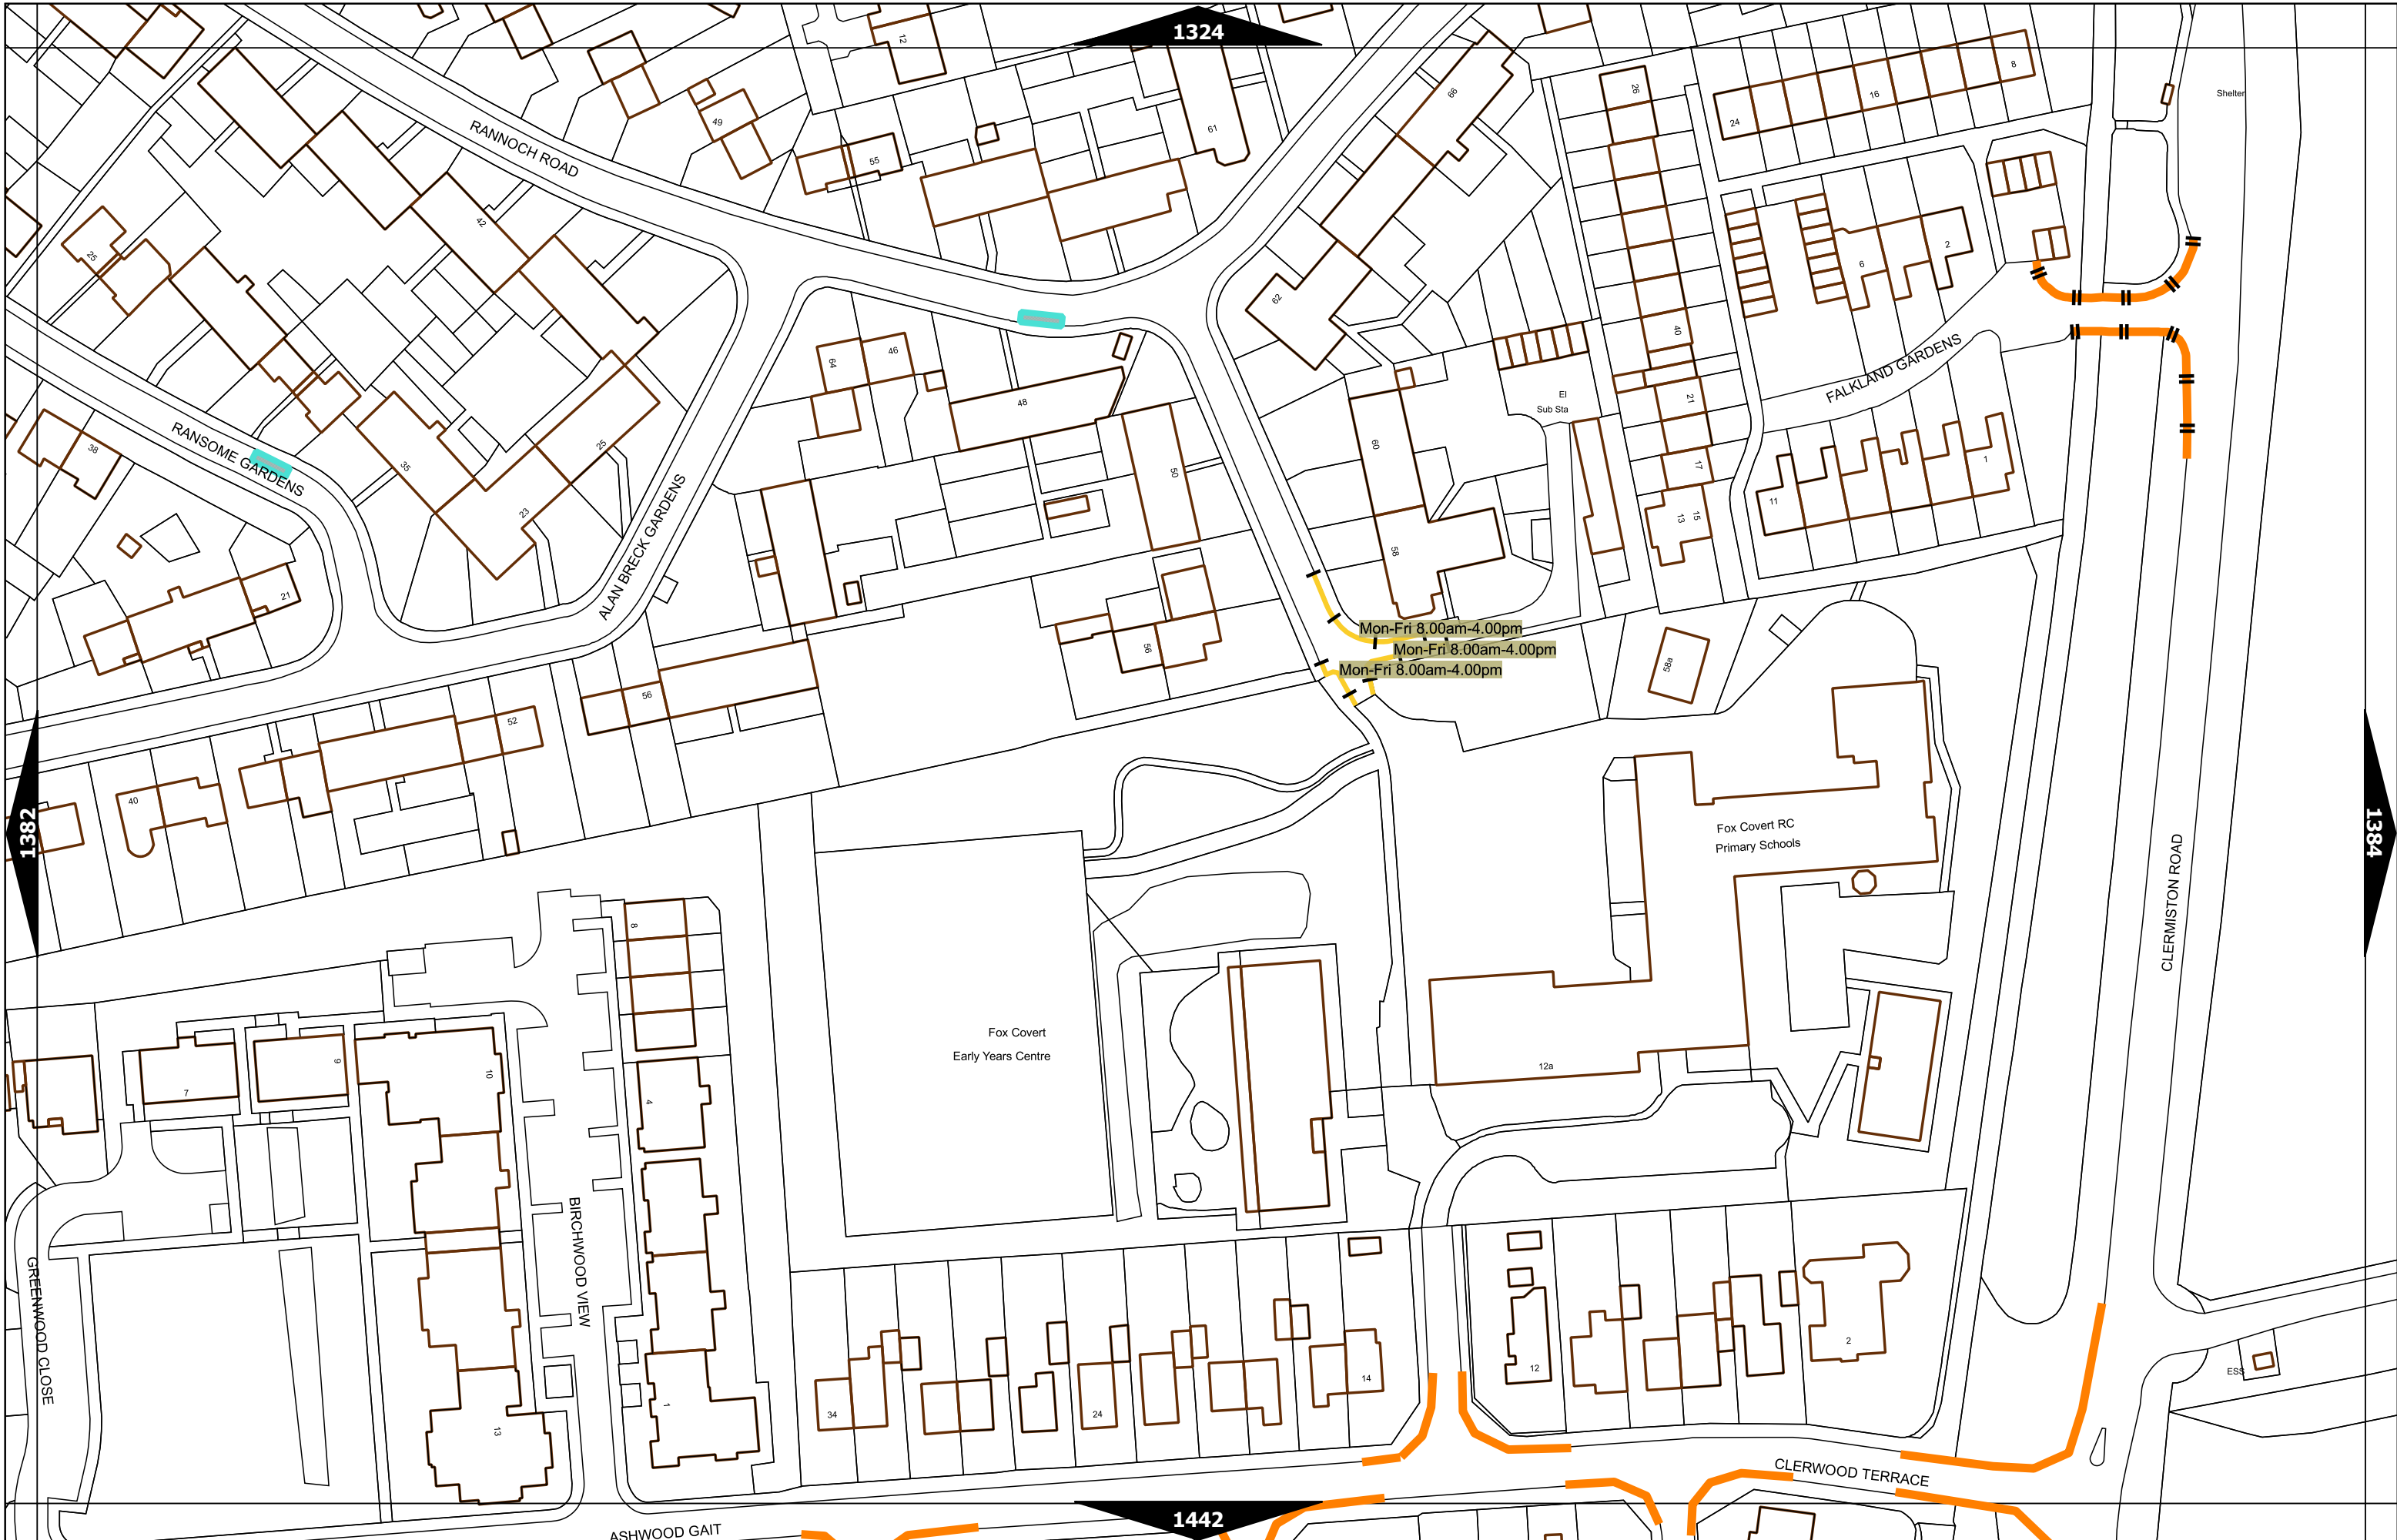 1324
12
66
26
8
16
24
Shelter
49
61
55
RANNOCH ROAD
42
25
2
6
62
40
64
46
48
El
Sub Sta
21
FALKLAND GARDENS
60
50
38
RANSOME GARDENS
35
25
23
17
1
11
13
15
58
ALAN BRECK GARDENS
21
Mon-Fri 8.00am-4.00pm
Mon-Fri 8.00am-4.00pm
Mon-Fri 8.00am-4.00pm
56
58a
56
52
40
1382
1384
Fox Covert RC
Primary Schools
CLERMISTON ROAD
8
Fox Covert
Early Years Centre
9
7
10
4
12a
BIRCHWOOD VIEW
GREENWOOD CLOSE
2
ESS
12
14
34
24
1
13
CLERWOOD TERRACE
1442
ASHWOOD GAIT